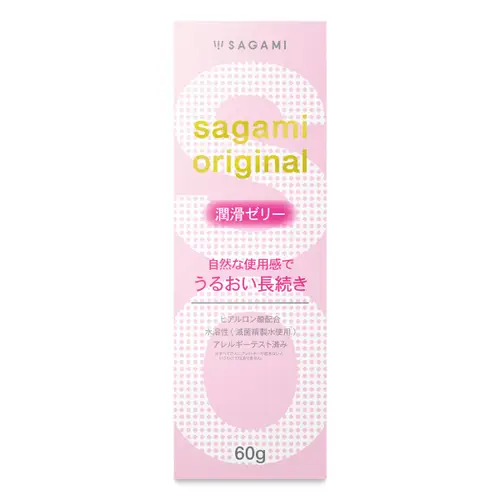 SAGAMI
sagami
original
潤滑ゼリー
自然な使用感で
うるおい長続き
ヒアルロン酸配合
水溶性(滅菌精製水使用)
アレルギーテスト済み
60g